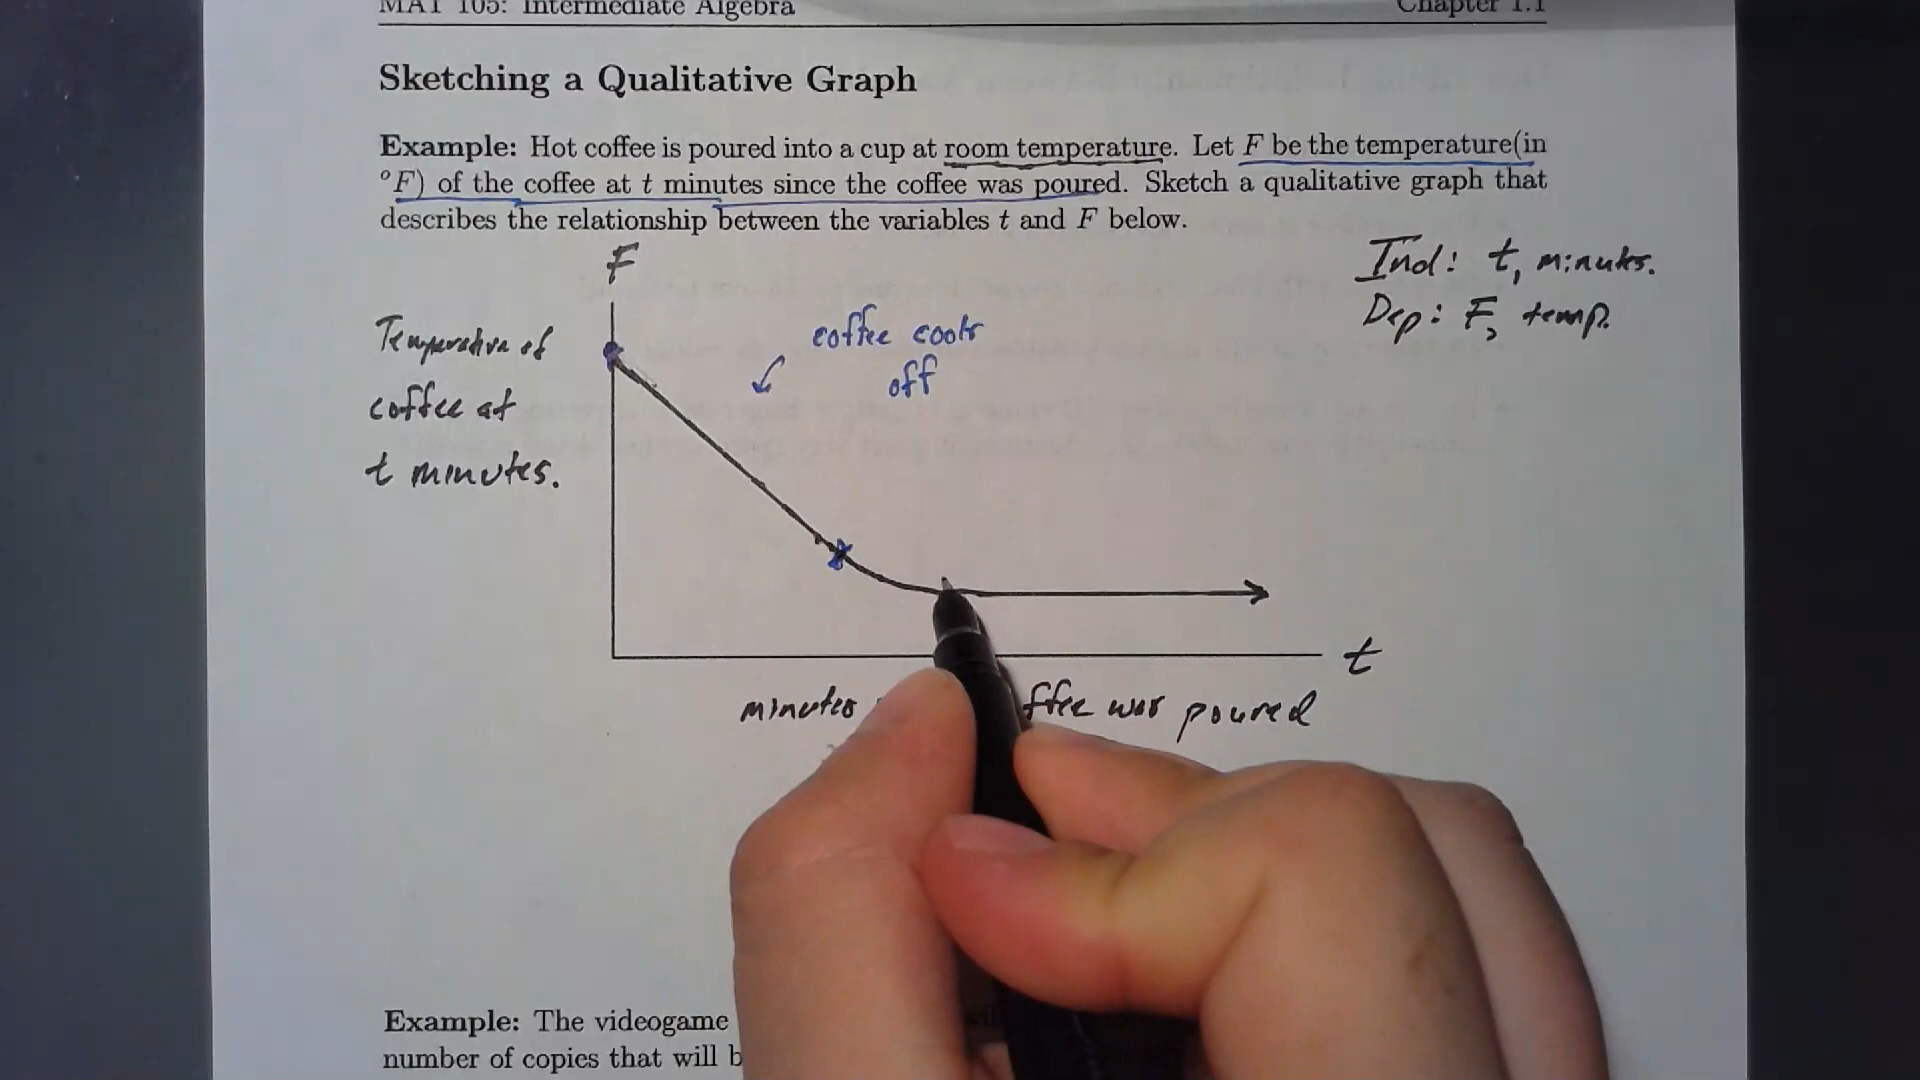 MAT 105: Intermediate Algebra Chapter 1.1
Sketching a Qualitative Graph
Example: Hot coffee is poured into a cup at room temperature. Let F be the temperature(in
°F) of the coffee at t minutes since the coffee was poured. Sketch a qualitative graph that
describes the relationship between the variables t and F below.
F
Ind: t, minutes.
Dep: F, temp.
Temperature of
coffee at
t minutes.
coffee cools
off
t
minutes ffee was poured
Example: The videogame
number of copies that will b